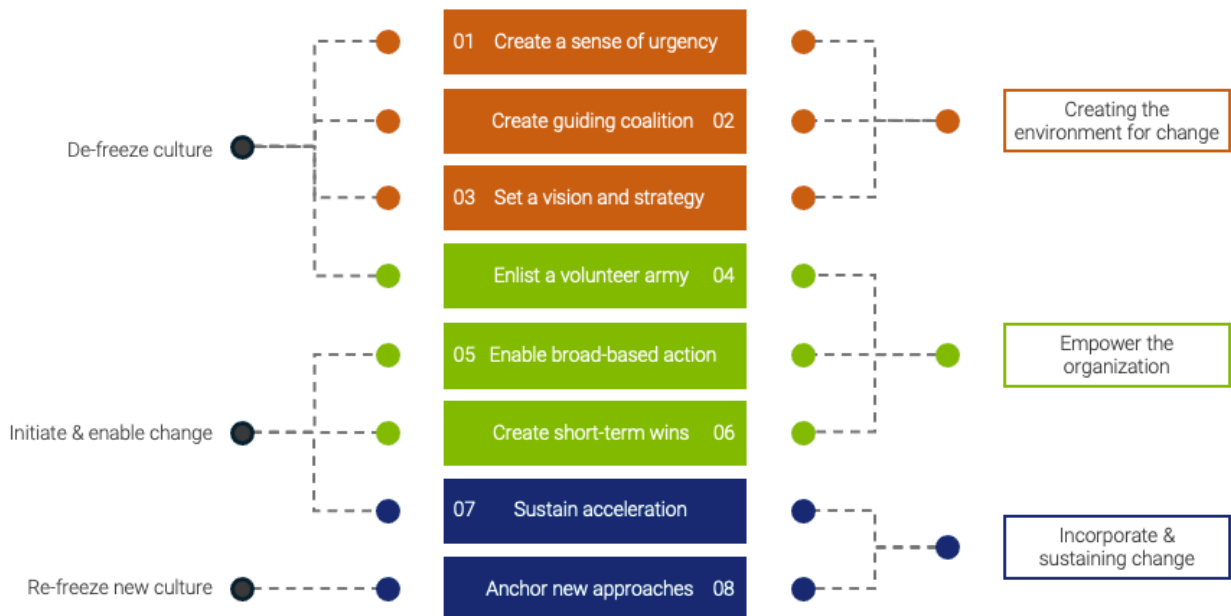 01 Create a sense of urgency
Create guiding coalition 02
Creating the
environment for change
De-freeze culture
03 Set a vision and strategy
Enlist a volunteer army 04
05 Enable broad-based action
Empower the
organization
Initiate & enable change
Create short-term wins 06
07 Sustain acceleration
Incorporate &
sustaining change
Re-freeze new culture
Anchor new approaches 08